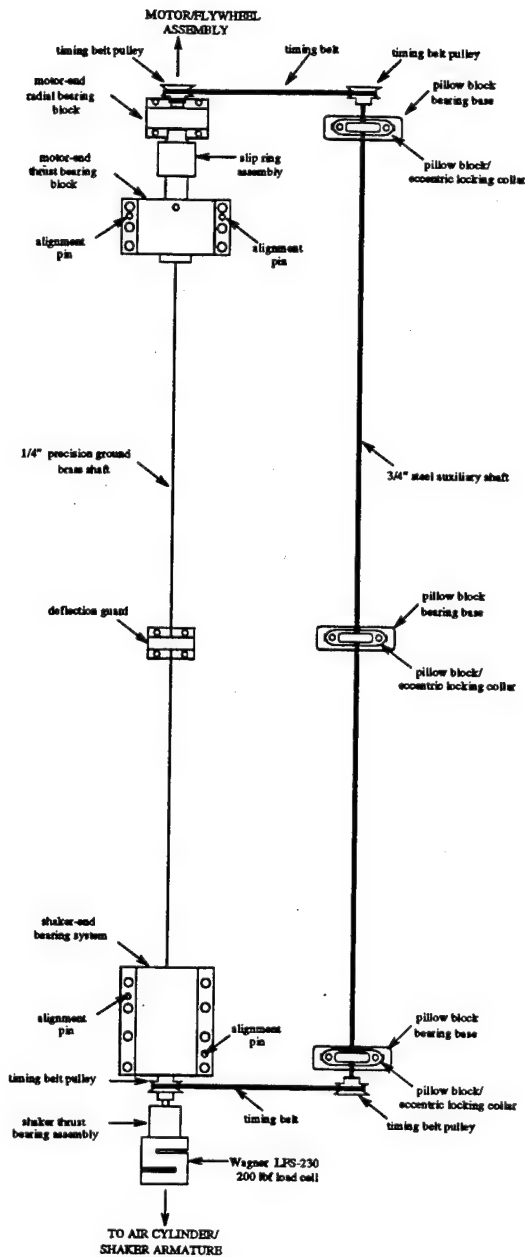 MOTOR/FLYWHEEL
ASSEMBLY
timing belt pulley
timing belt
timing belt pulley
motor-end
radial bearing
block
pillow block
bearing base
slip ring
assembly
pillow block/
eccentric locking collar
motor-end
thrust bearing
block
alignment
pin
alignment
pin
1/4" precision ground
brass shaft
3/4" steel auxiliary shaft
deflection guard
pillow block
bearing base
pillow block/
eccentric locking collar
shaker-end
bearing system
alignment
pin
alignment
pin
pillow block
bearing base
timing belt pulley
timing belt
pillow block/
eccentric locking collar
timing belt pulley
shaker thrust
bearing assembly
Wagner LFS-230
200 lbf load cell
TO AIR CYLINDER/
SHAKER ARMATURE